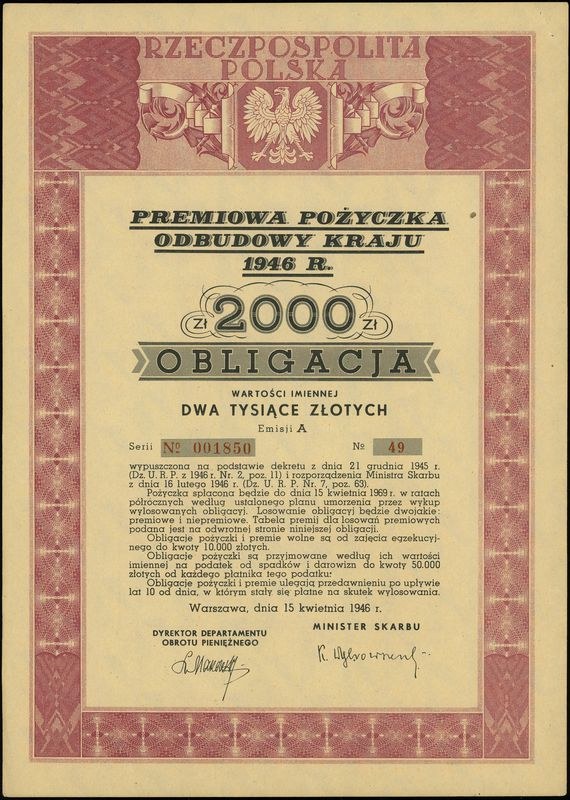 RZECZPOSPOLITA
POLSKA
PREMIOWA POŻYCZKA
ODBUDOWY KRAJU
1946 R.
ZŁ 2000 ZŁ
OBLIGACJA
WARTOŚCI IMIENNEJ
DWA TYSIĄCE ZŁOTYCH
Emisji A
Serii № 001850 № 49
wypuszczona na podstawie dekretu z dnia 21 grudnia 1945 r.
(Dz. U. R. P. z 1946 r. Nr. 2, poz. 11) i rozporządzenia Ministra Skarbu
z dnia 16 lutego 1946 r. (Dz. U. R. P. Nr. 7, poz. 63).
Pożyczka spłacona będzie do dnia 15 kwietnia 1969 r. w ratach
półrocznych według ustalonego planu umorzenia przez wykup
wylosowanych obligacyj. Losowanie obligacyj będzie dwojakie:
premiowe i niepremiowe. Tabela premij dla losowań premiowych
podana jest na odwrotnej stronie niniejszej obligacji.
Obligacje pożyczki i premie wolne są od zajęcia egzekucyj-
nego do kwoty 10.000 złotych.
Obligacje pożyczki są przyjmowane według ich wartości
imiennej na podatek od spadków i darowizn do kwoty 50.000
złotych od każdego płatnika tego podatku.
Obligacje pożyczki i premie ulegają przedawnieniu po upływie
lat 10 od dnia, w którym stały się płatne na skutek wylosowania.
Warszawa, dnia 15 kwietnia 1946 r.
DYREKTOR DEPARTAMENTU
OBROTU PIENIĘŻNEGO
MINISTER SKARBU
K. Dąbrowski